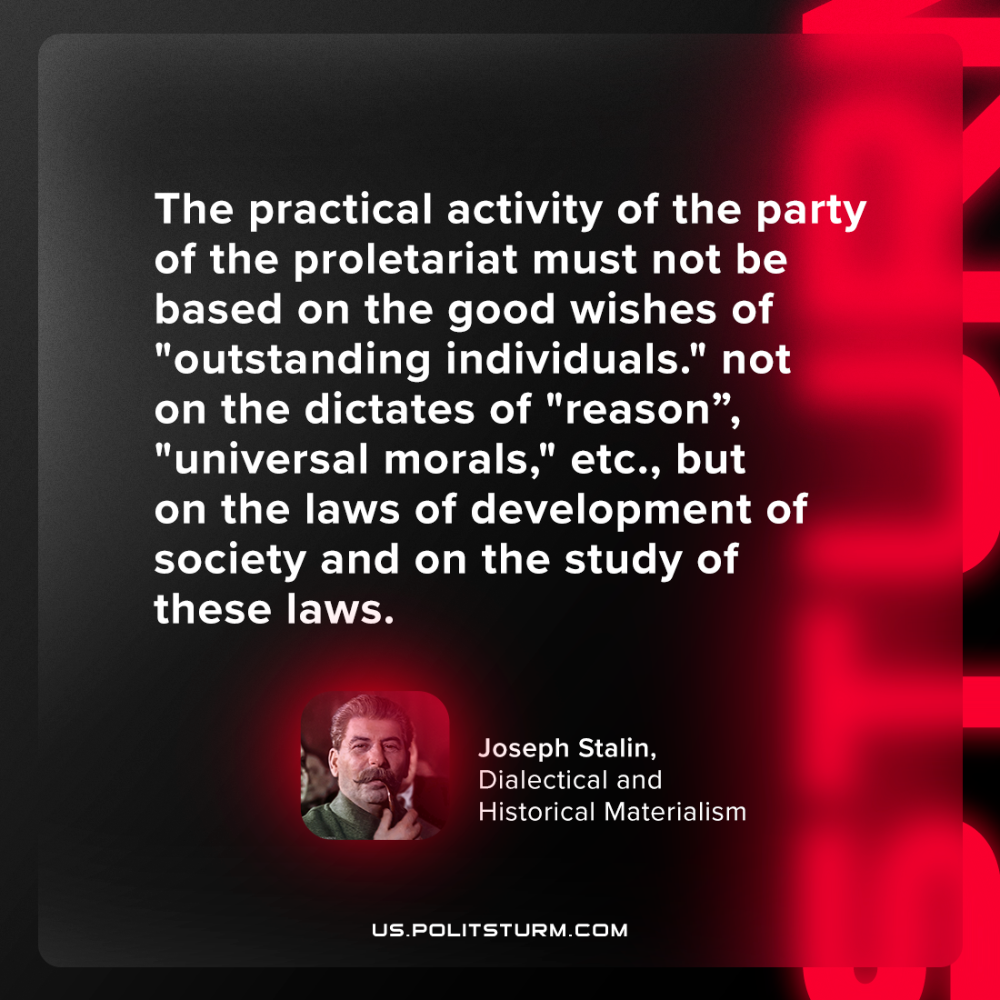 The practical activity of the party
of the proletariat must not be
based on the good wishes of
"outstanding individuals." not
on the dictates of "reason”,
"universal morals," etc., but
on the laws of development of
society and on the study of
these laws.
Joseph Stalin,
Dialectical and
Historical Materialism
US.POLITSTURM.COM